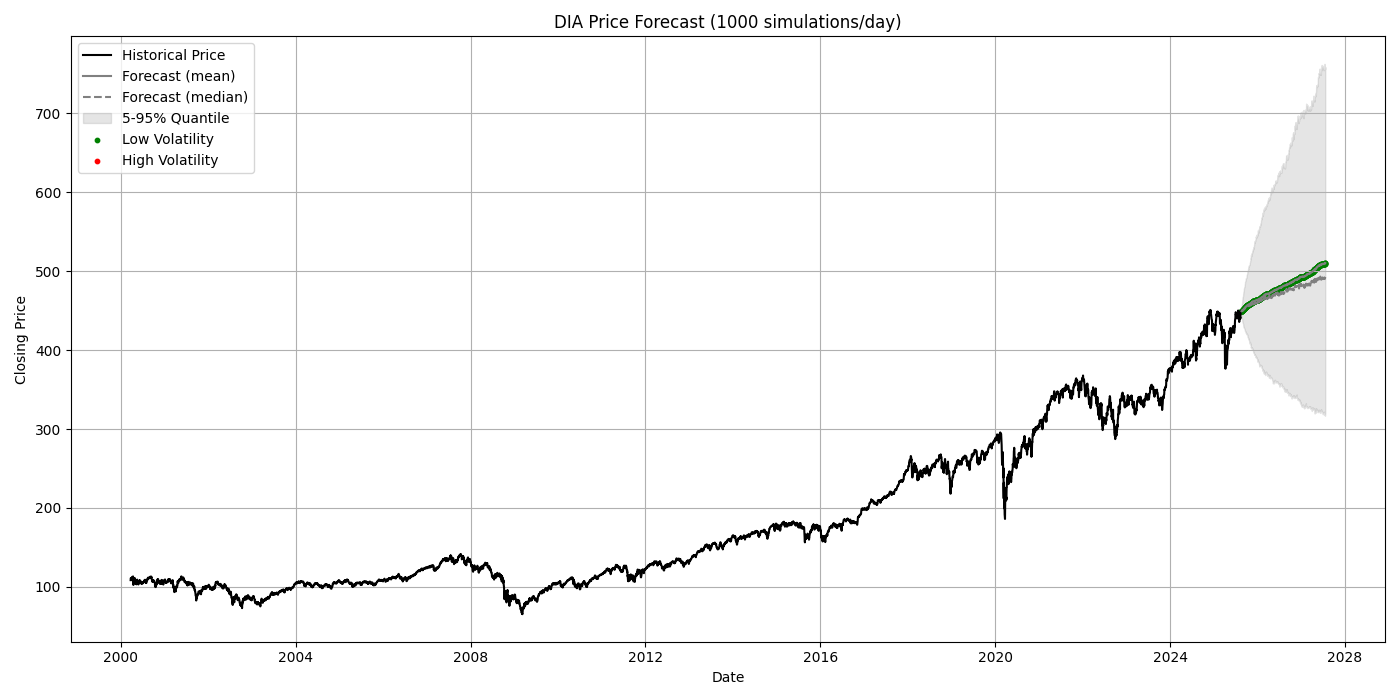 DIA Price Forecast (1000 simulations/day)
Historical Price
Forecast (mean)
Forecast (median)
5-95% Quantile
Low Volatility
High Volatility
Closing Price
700
600
500
400
300
200
100
2000 2004 2008 2012 2016 2020 2024 2028
Date